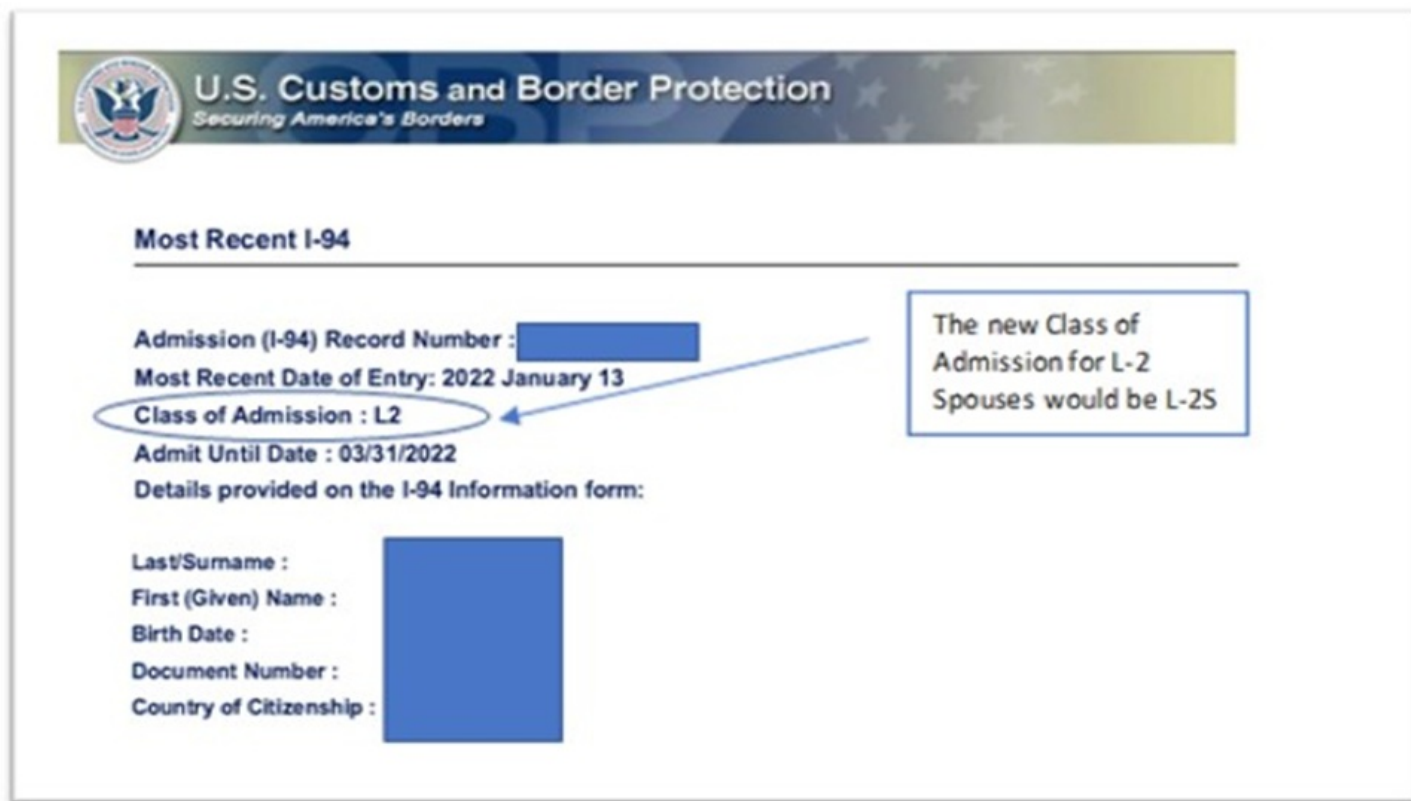 U.S. Customs and Border Protection
Securing America's Borders
Most Recent I-94
Admission (I-94) Record Number :
Most Recent Date of Entry: 2022 January 13
Class of Admission : L2
Admit Until Date : 03/31/2022
Details provided on the I-94 Information form:
Last/Surname :
First (Given) Name :
Birth Date :
Document Number :
Country of Citizenship :
The new Class of
Admission for L-2
Spouses would be L-2S